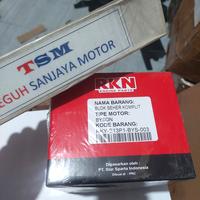 TSM
TEGUH SANJAYA MOTOR
RKN
NAMA BARANG:
BLOK SEHER KOMPLIT
TIPE MOTOR:
BYSON
KODE BARANG:
Dipasarkan oleh :
PT. Star Sparta Indonesia